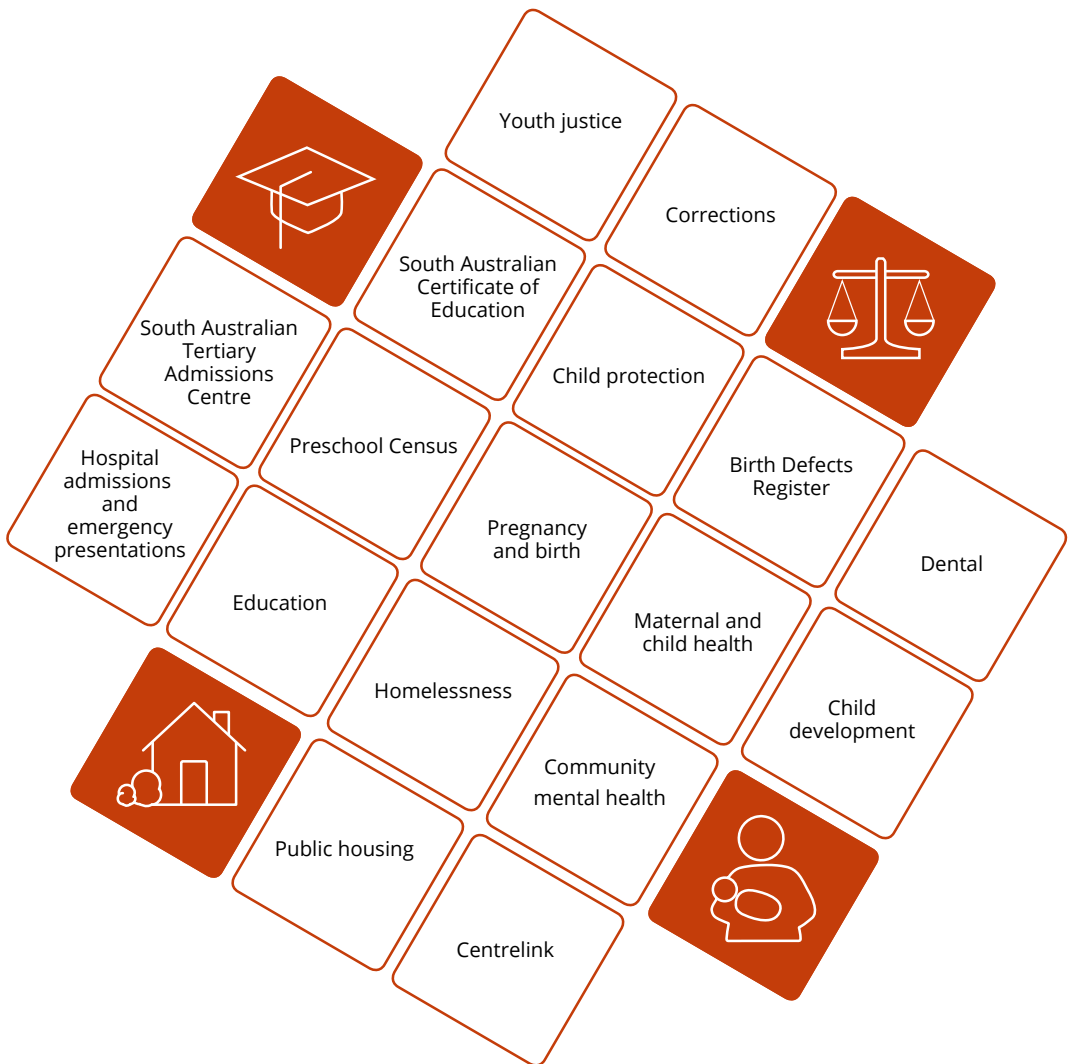 Youth justice
Corrections
South Australian
Certificate of
Education
South Australian
Tertiary
Admissions
Centre
Child protection
Preschool Census
Hospital
admissions
and
emergency
presentations
Birth Defects
Register
Pregnancy
and birth
Dental
Education
Maternal and
child health
Homelessness
Child
development
Community
mental health
Public housing
Centrelink